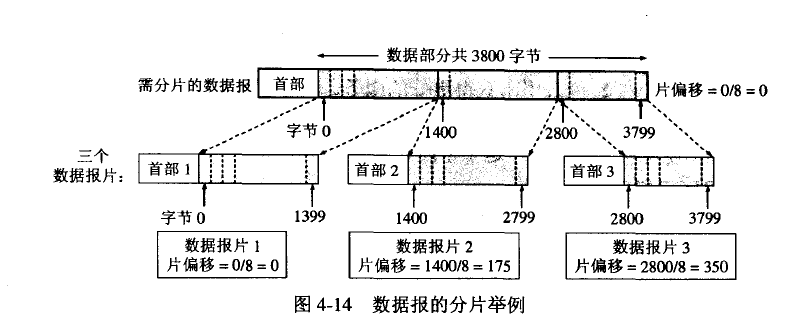 数据部分共 3800 字节
需分片的数据报 首部 片偏移 = 0/8 = 0
字节 0 1400 2800 3799
三个
数据报片：
首部 1 首部 2 首部 3
字节 0 1399 1400 2799 2800 3799
数据报片 1
片偏移 = 0/8 = 0
数据报片 2
片偏移 = 1400/8 = 175
数据报片 3
片偏移 = 2800/8 = 350
图 4-14 数据报的分片举例